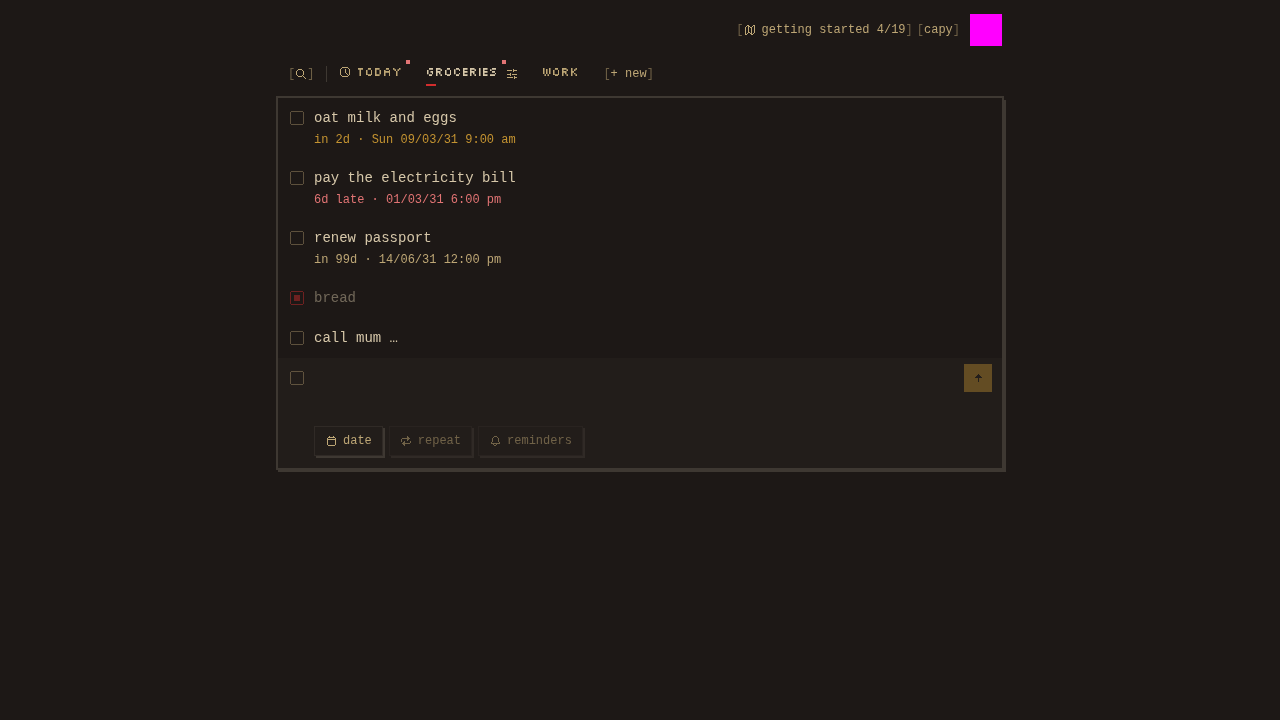 [getting started 4/19] [capy]
[ ] TODAY GROCERIES WORK [+ new]
oat milk and eggs
in 2d · Sun 09/03/31 9:00 am
pay the electricity bill
6d late · 01/03/31 6:00 pm
renew passport
in 99d · 14/06/31 12:00 pm
bread
call mum …
date repeat reminders